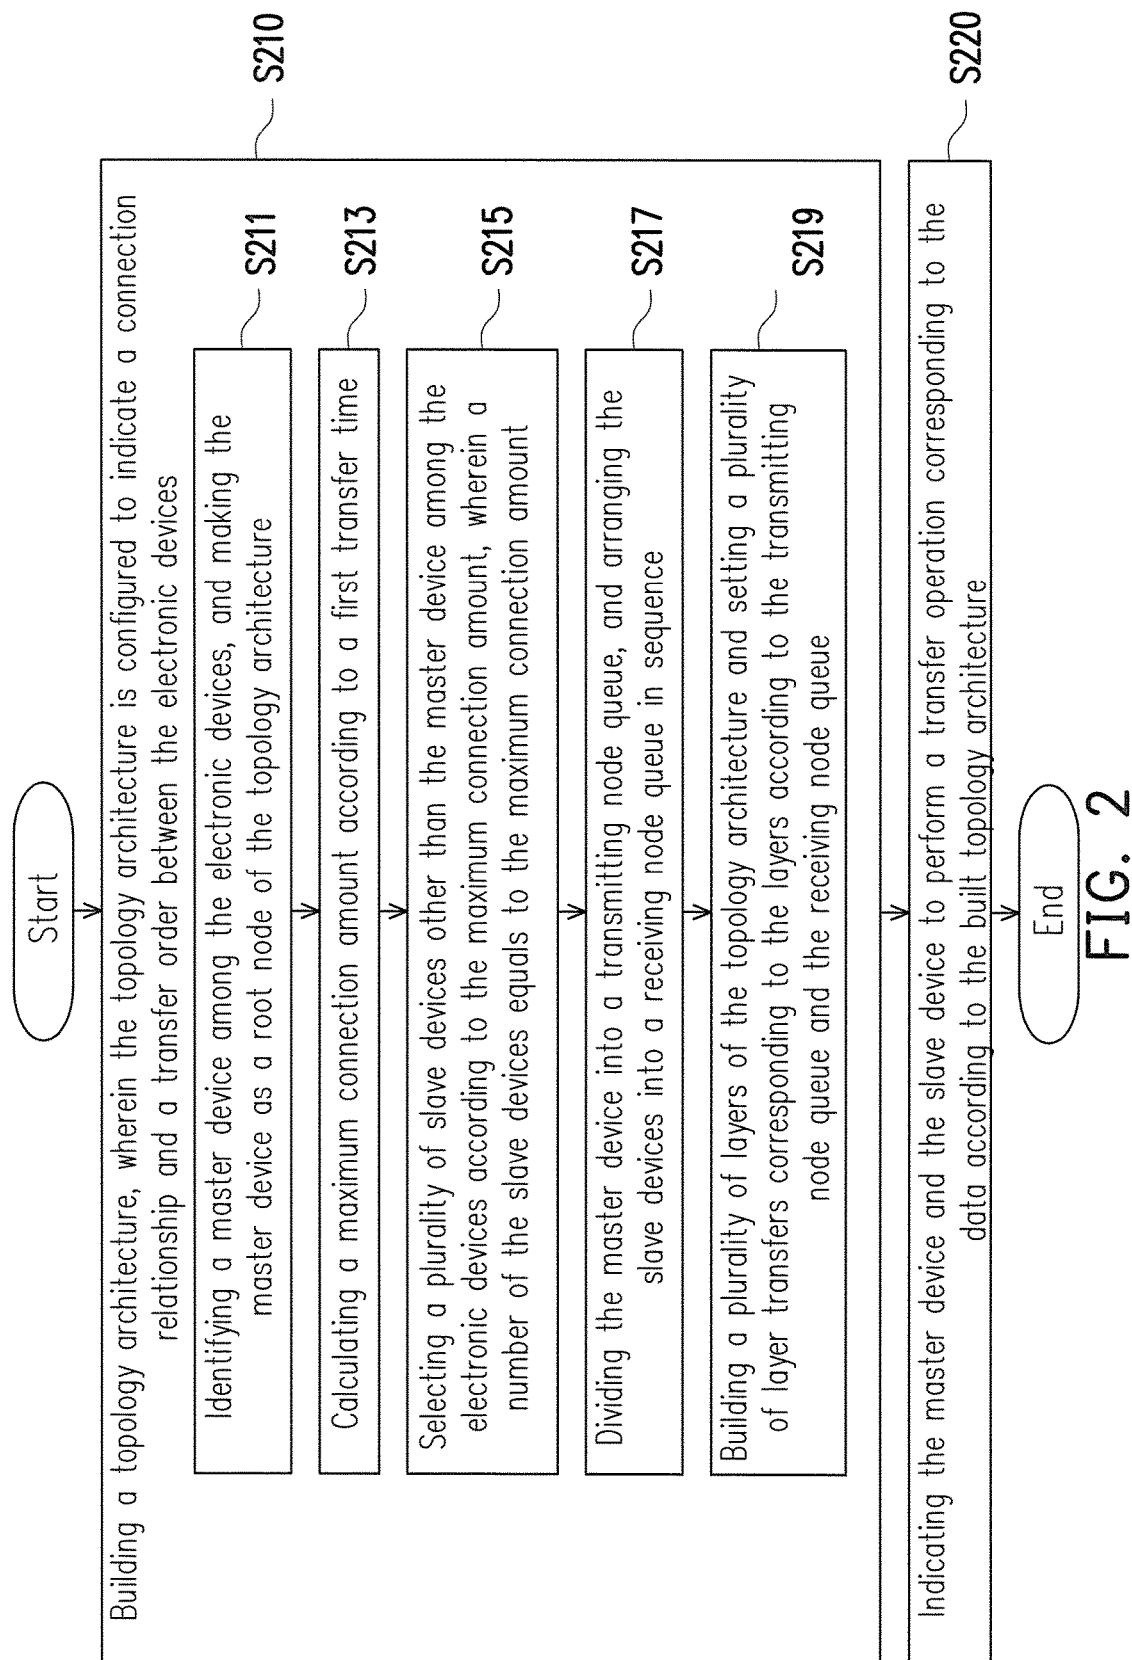 Start
Building a topology architecture, wherein the topology architecture is configured to indicate a connection
relationship and a transfer order between the electronic devices
S210
Identifying a master device among the electronic devices, and making the
master device as a root node of the topology architecture
S211
Calculating a maximum connection amount according to a first transfer time
S213
Selecting a plurality of slave devices other than the master device among the
electronic devices according to the maximum connection amount, wherein a
number of the slave devices equals to the maximum connection amount
S215
Dividing the master device into a transmitting node queue, and arranging the
slave devices into a receiving node queue in sequence
S217
Building a plurality of layers of the topology architecture and setting a plurality
of layer transfers corresponding to the layers according to the transmitting
node queue and the receiving node queue
S219
Indicating the master device and the slave device to perform a transfer operation corresponding to the
data according to the built topology architecture
S220
End
FIG. 2